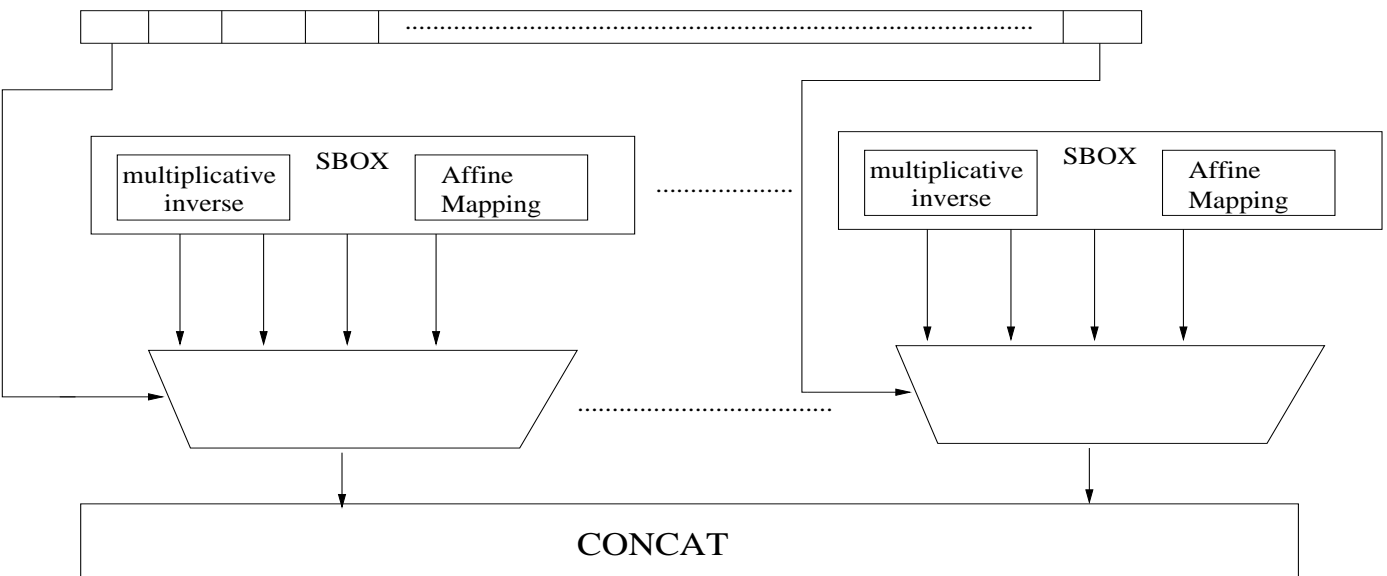 SBOX
multiplicative
inverse
Affine
Mapping
SBOX
multiplicative
inverse
Affine
Mapping
CONCAT